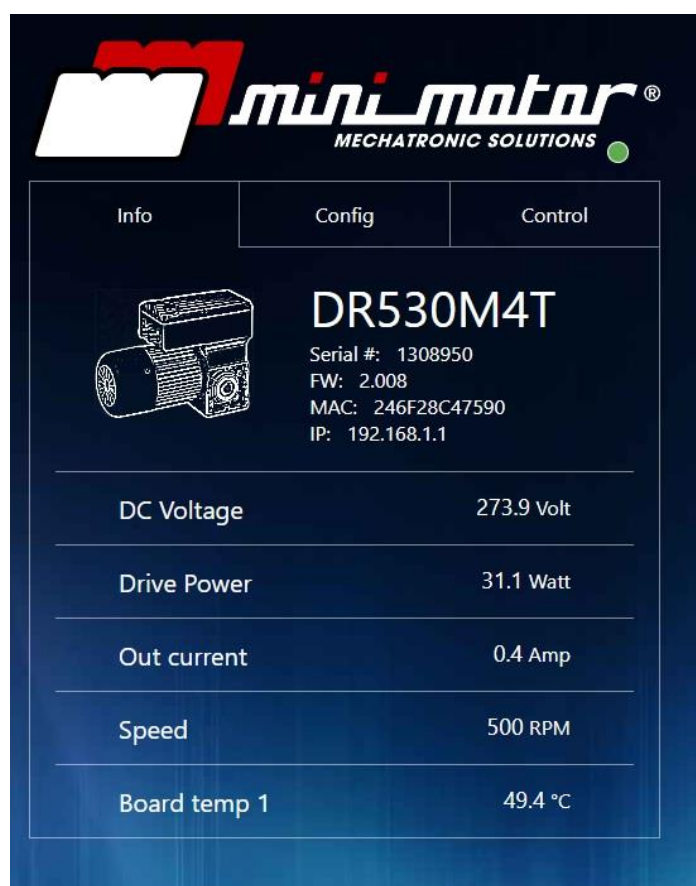 mini motor®
MECHATRONIC SOLUTIONS
Info Config Control
DR530M4T
Serial #: 1308950
FW: 2.008
MAC: 246F28C47590
IP: 192.168.1.1
DC Voltage 273.9 Volt
Drive Power 31.1 Watt
Out current 0.4 Amp
Speed 500 RPM
Board temp 1 49.4 °C